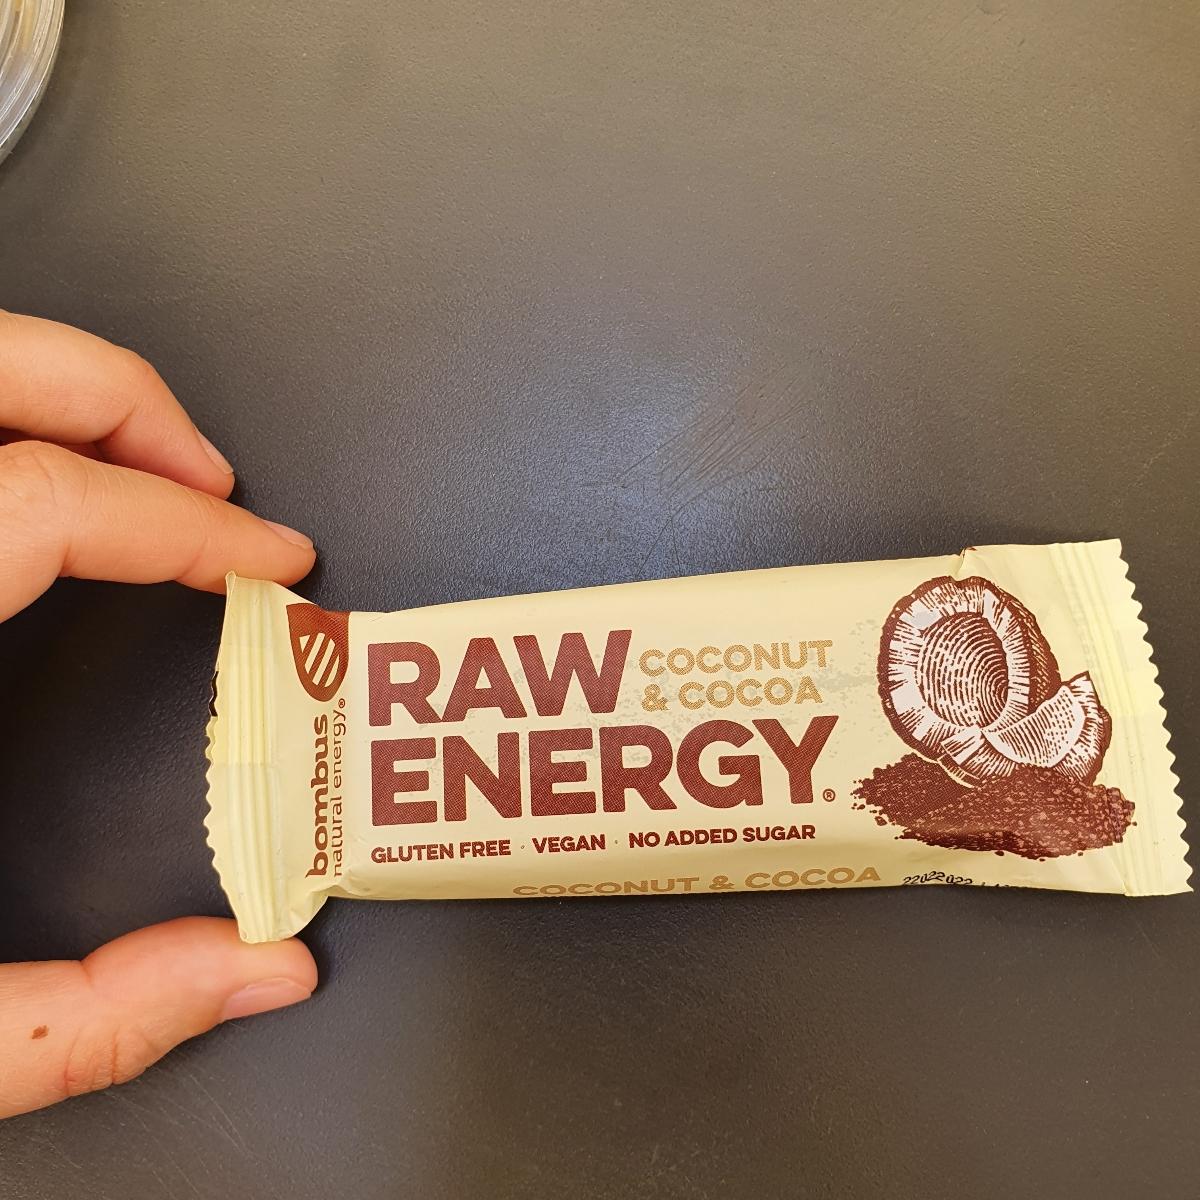 bombus
natural energy®
RAW
COCONUT
& COCOA
ENERGY®
GLUTEN FREE · VEGAN · NO ADDED SUGAR
COCONUT & COCOA